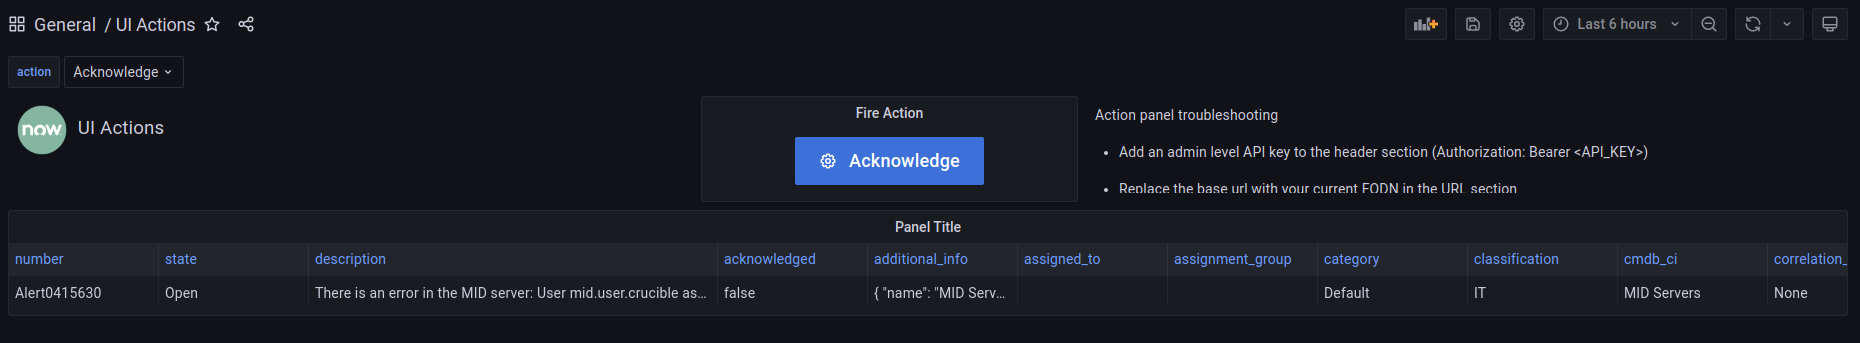 General / UI Actions
Last 6 hours
action Acknowledge
now UI Actions
Fire Action
Acknowledge
Action panel troubleshooting
• Add an admin level API key to the header section (Authorization: Bearer <API_KEY>)
• Replace the base url with your current FQDN in the URL section
Panel Title
number state description acknowledged additional_info assigned_to assignment_group category classification cmdb_ci correlation_
Alert0415630 Open There is an error in the MID server: User mid.user.crucible as... false { "name": "MID Serv... Default IT MID Servers None